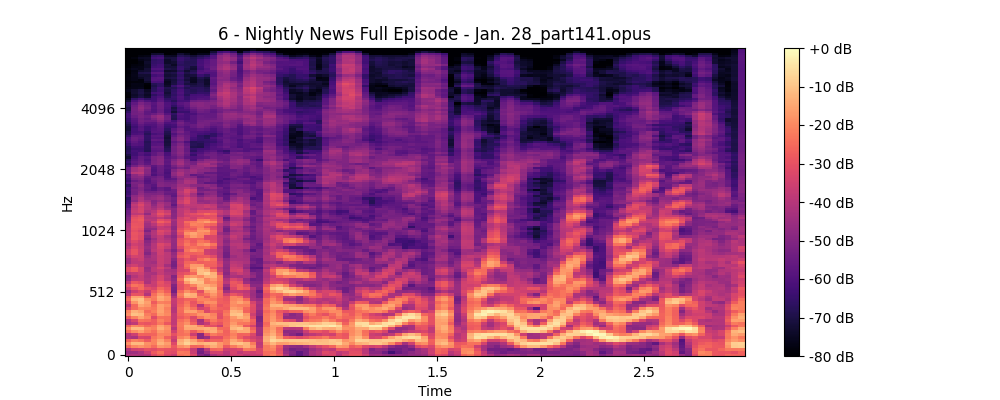 6 - Nightly News Full Episode - Jan. 28_part141.opus
Hz
4096
2048
1024
512
0
0
0.5
1
1.5
2
2.5
Time
+0 dB
-10 dB
-20 dB
-30 dB
-40 dB
-50 dB
-60 dB
-70 dB
-80 dB